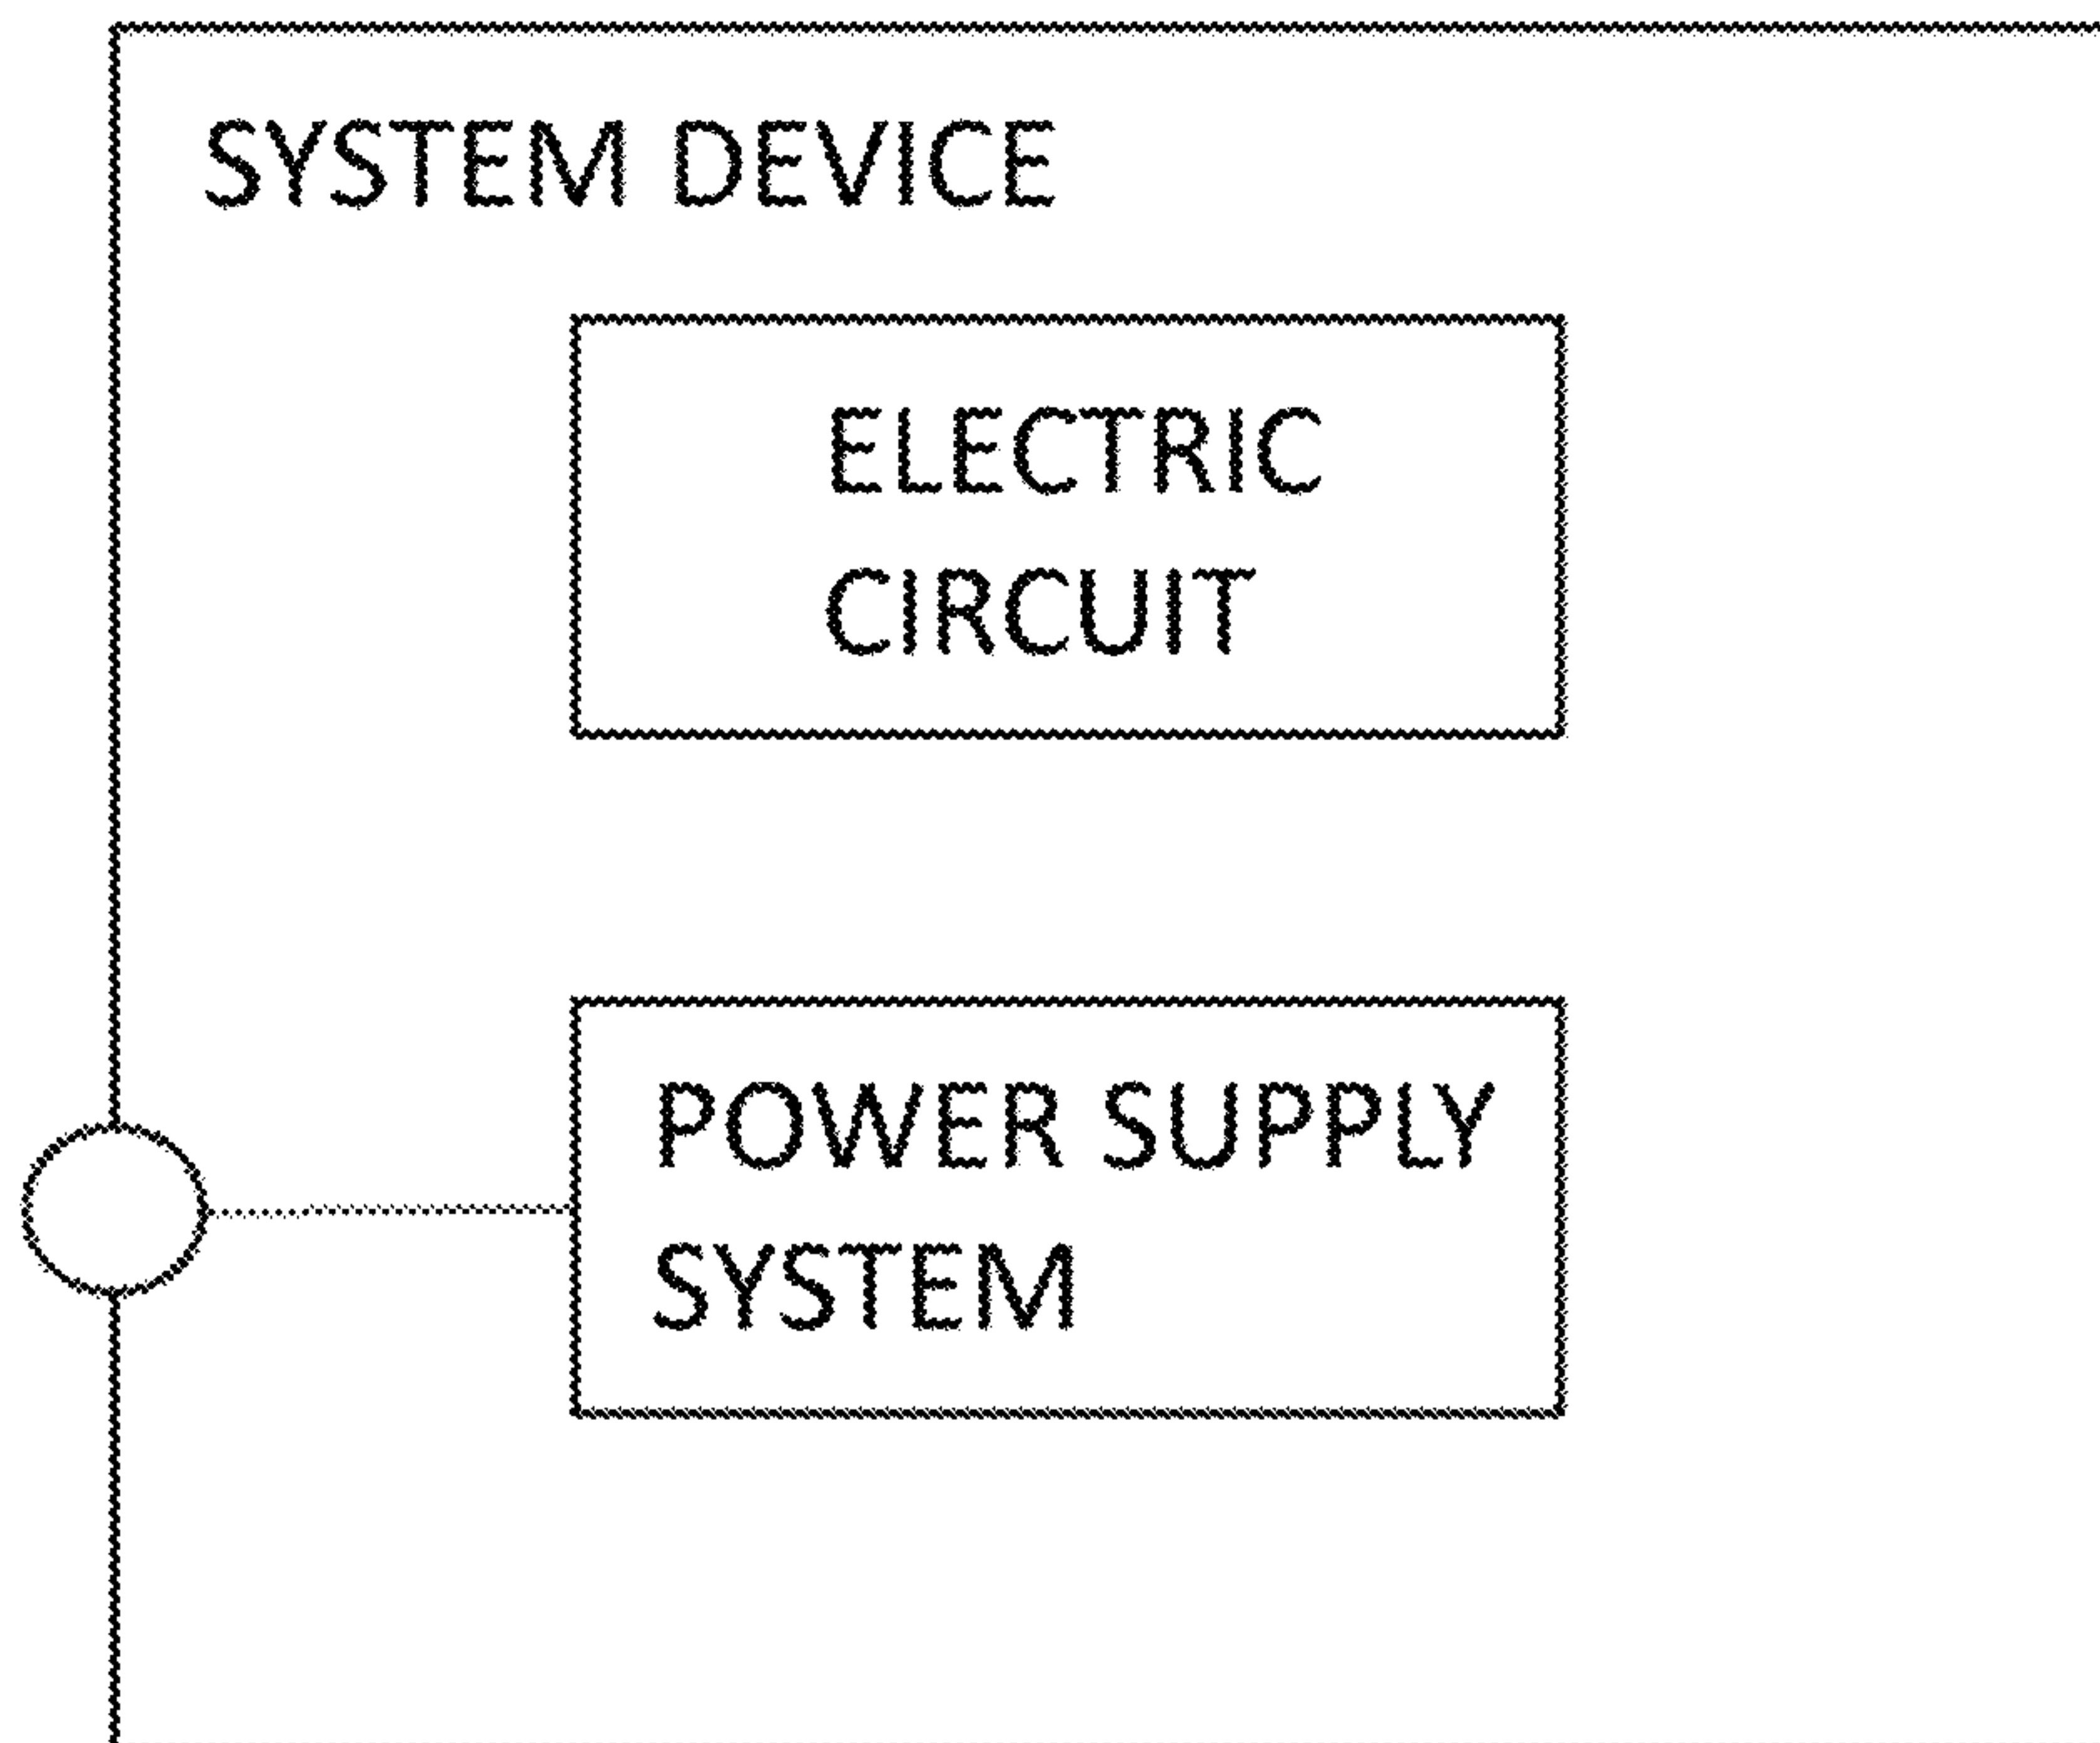 SYSTEM DEVICE
ELECTRIC
CIRCUIT
POWER SUPPLY
SYSTEM